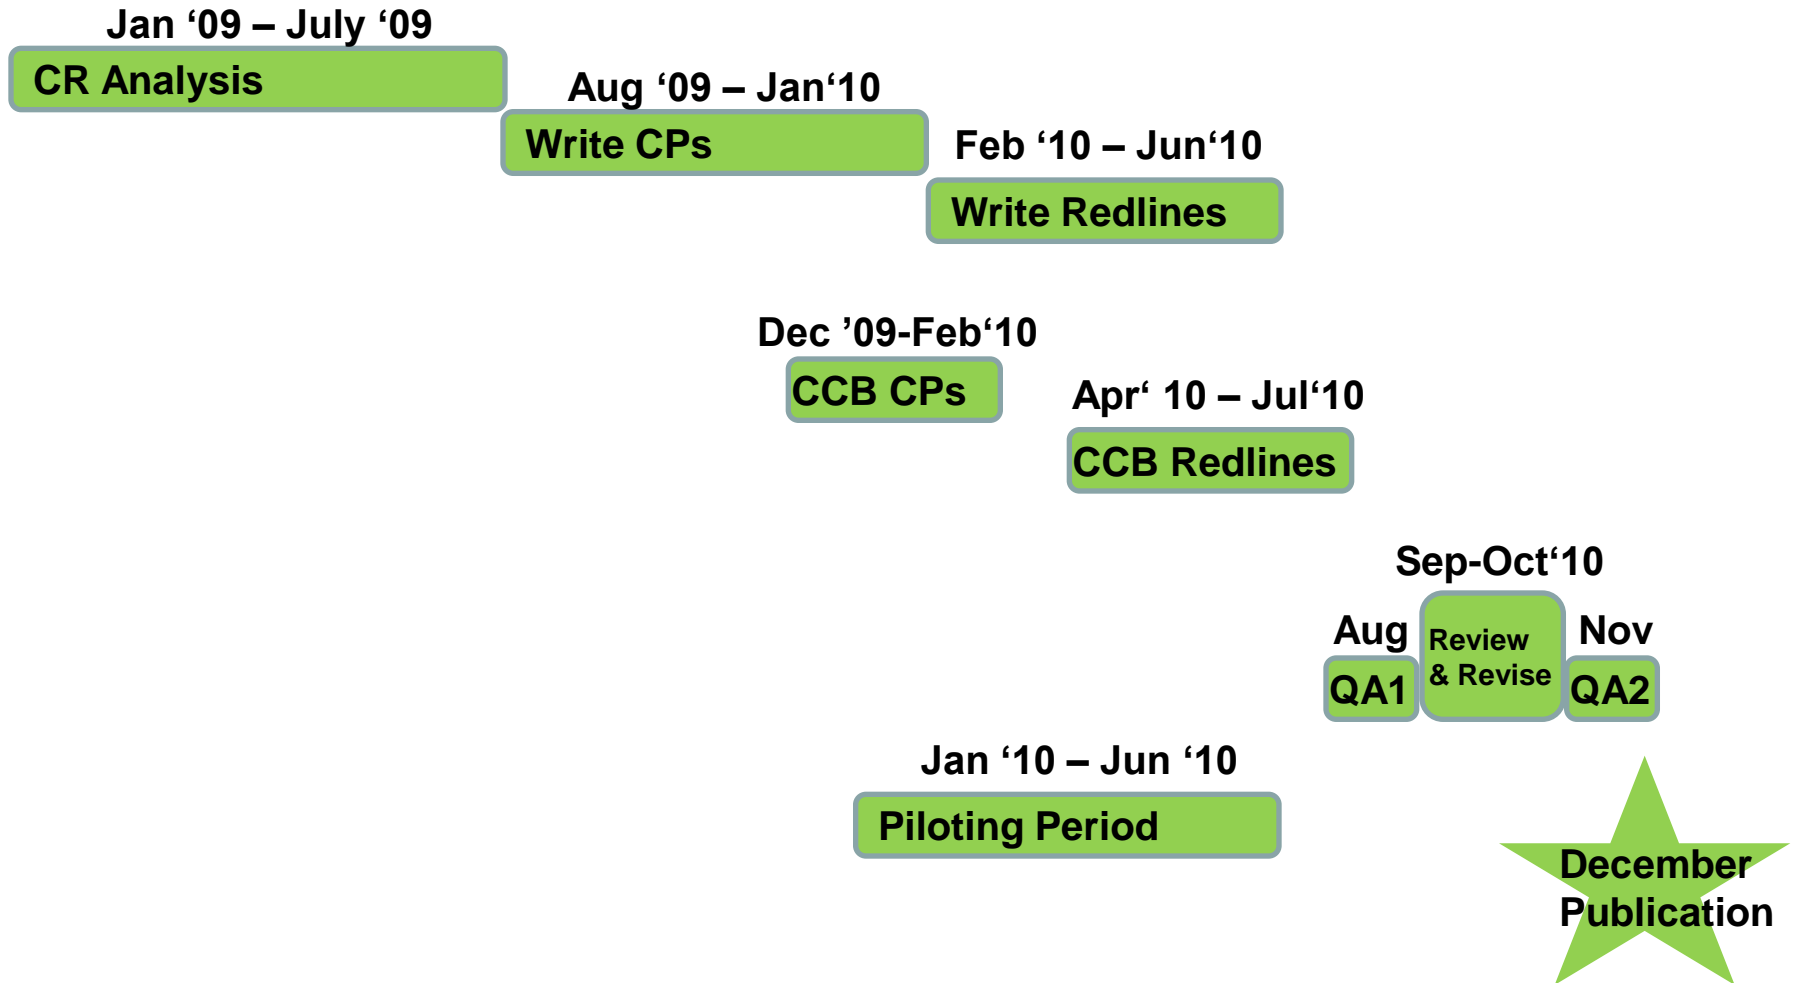 Jan ‘09 – July ‘09
CR Analysis
Aug ‘09 – Jan‘10
Write CPs
Feb ‘10 – Jun‘10
Write Redlines
Dec ’09-Feb‘10
CCB CPs
Apr‘ 10 – Jul‘10
CCB Redlines
Sep-Oct‘10
Aug
Review
& Revise
Nov
QA1
QA2
Jan ‘10 – Jun ‘10
Piloting Period
December
Publication